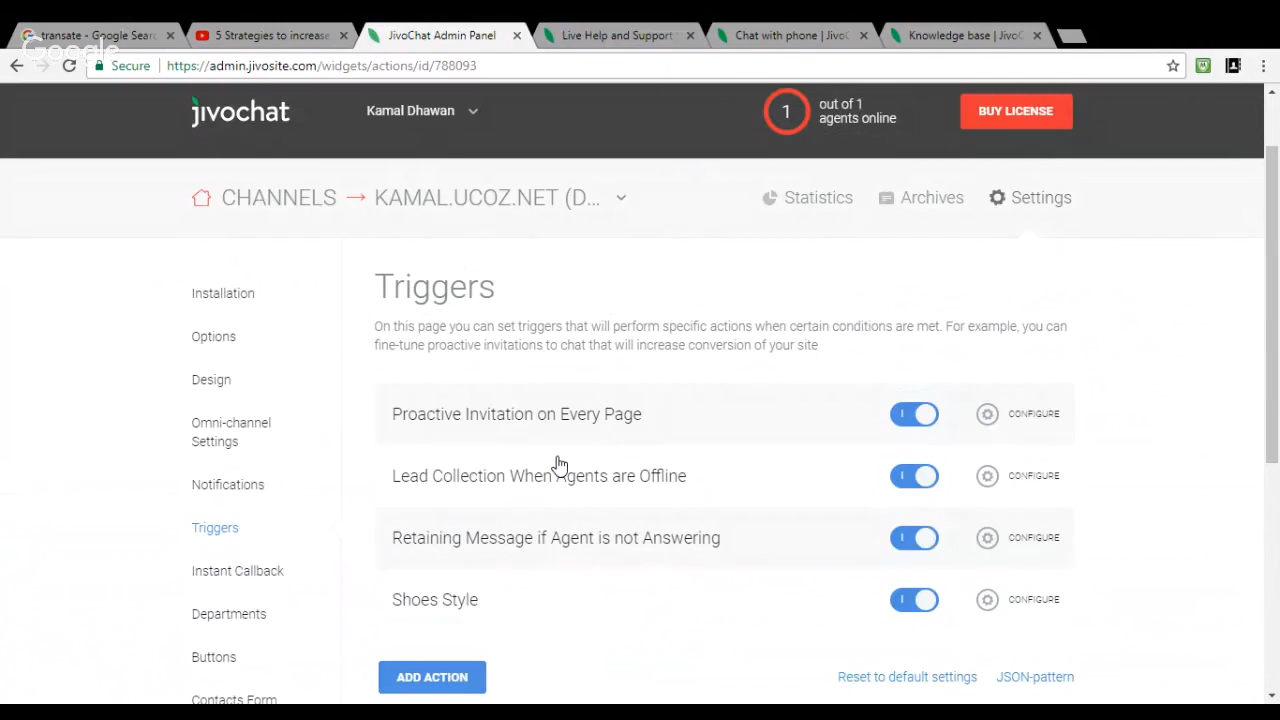 transate - Google Searc
5 Strategies to increase
JivoChat Admin Panel
Live Help and Support
Chat with phone | JivoC
Knowledge base | JivoC
Google
Secure
https://admin.jivosite.com/widgets/actions/id/788093
jivochat
Kamal Dhawan
1
out of 1
agents online
BUY LICENSE
CHANNELS → KAMAL.UCOZ.NET (D...
Statistics
Archives
Settings
Installation
Options
Design
Omni-channel
Settings
Notifications
Triggers
Instant Callback
Departments
Buttons
Contacts Form
Triggers
On this page you can set triggers that will perform specific actions when certain conditions are met. For example, you can
fine-tune proactive invitations to chat that will increase conversion of your site
Proactive Invitation on Every Page
CONFIGURE
Lead Collection When Agents are Offline
CONFIGURE
Retaining Message if Agent is not Answering
CONFIGURE
Shoes Style
CONFIGURE
ADD ACTION
Reset to default settings
JSON-pattern